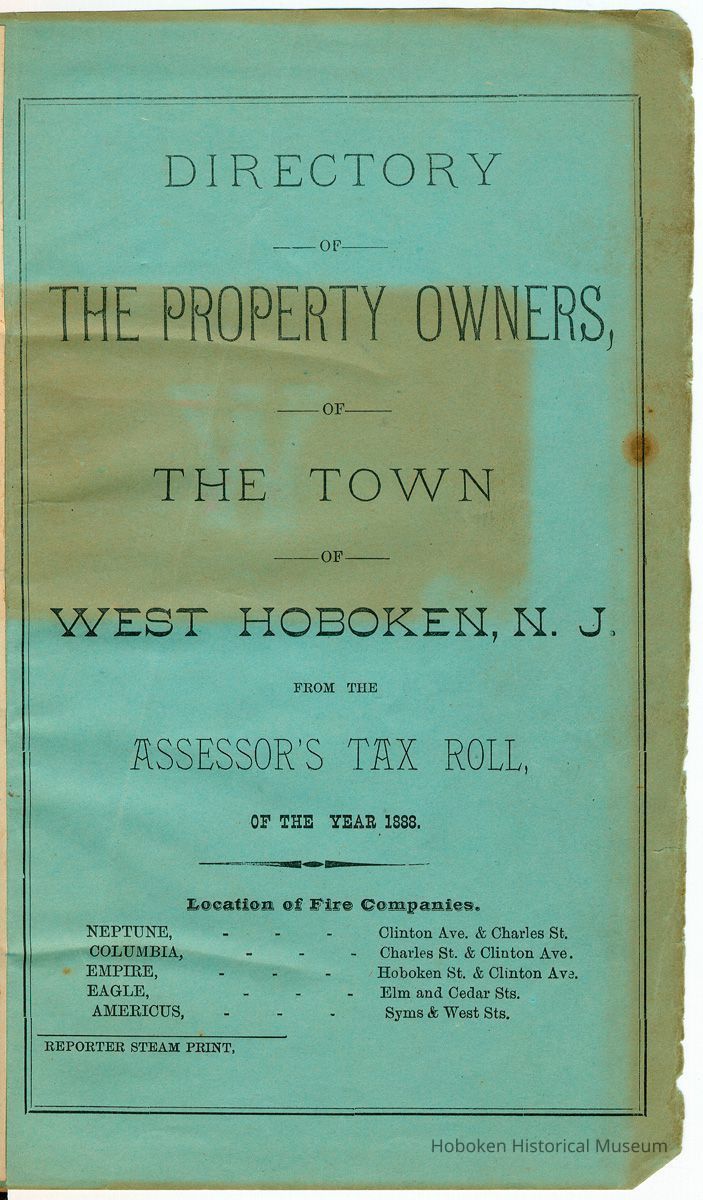 DIRECTORY
OF
THE PROPERTY OWNERS,
OF
THE TOWN
OF
WEST HOBOKEN, N. J.
FROM THE
ASSESSOR'S TAX ROLL,
OF THE YEAR 1888.
Location of Fire Companies.
NEPTUNE, - - - Clinton Ave. & Charles St.
COLUMBIA, - - - Charles St. & Clinton Ave.
EMPIRE, - - - Hoboken St. & Clinton Ave.
EAGLE, - - - Elm and Cedar Sts.
AMERICUS, - - - Syms & West Sts.
REPORTER STEAM PRINT,
Hoboken Historical Museum